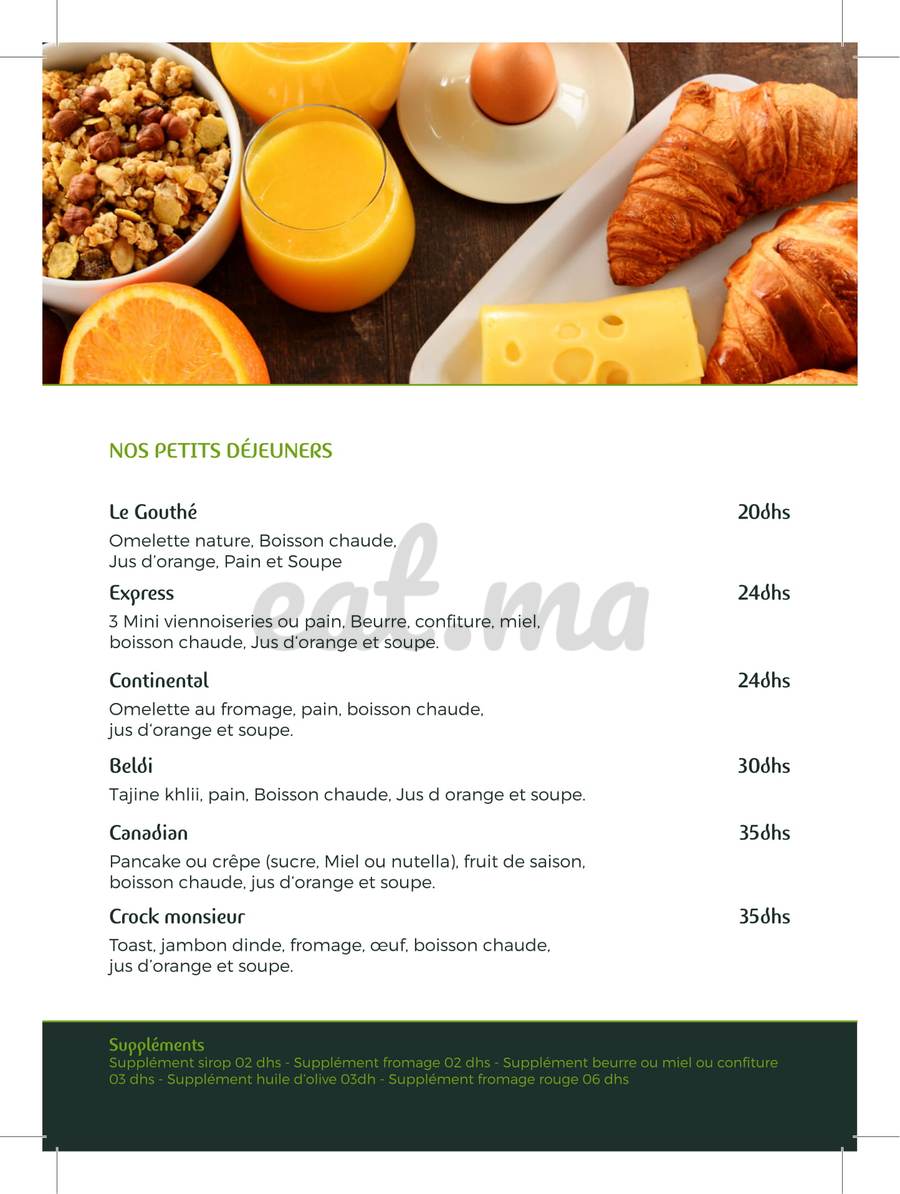 NOS PETITS DÉJEUNERS
Le Gouthé 20dhs
Omelette nature, Boisson chaude,
Jus d'orange, Pain et Soupe
eat.ma
Express 24dhs
3 Mini viennoiseries ou pain, Beurre, confiture, miel,
boisson chaude, Jus d'orange et soupe.
Continental 24dhs
Omelette au fromage, pain, boisson chaude,
jus d'orange et soupe.
Beldi 30dhs
Tajine khlii, pain, Boisson chaude, Jus d orange et soupe.
Canadian 35dhs
Pancake ou crêpe (sucre, Miel ou nutella), fruit de saison,
boisson chaude, jus d'orange et soupe.
Crock monsieur 35dhs
Toast, jambon dinde, fromage, œuf, boisson chaude,
jus d'orange et soupe.
Suppléments
Supplément sirop 02 dhs - Supplément fromage 02 dhs - Supplément beurre ou miel ou confiture
03 dhs - Supplément huile d'olive 03dh - Supplément fromage rouge 06 dhs